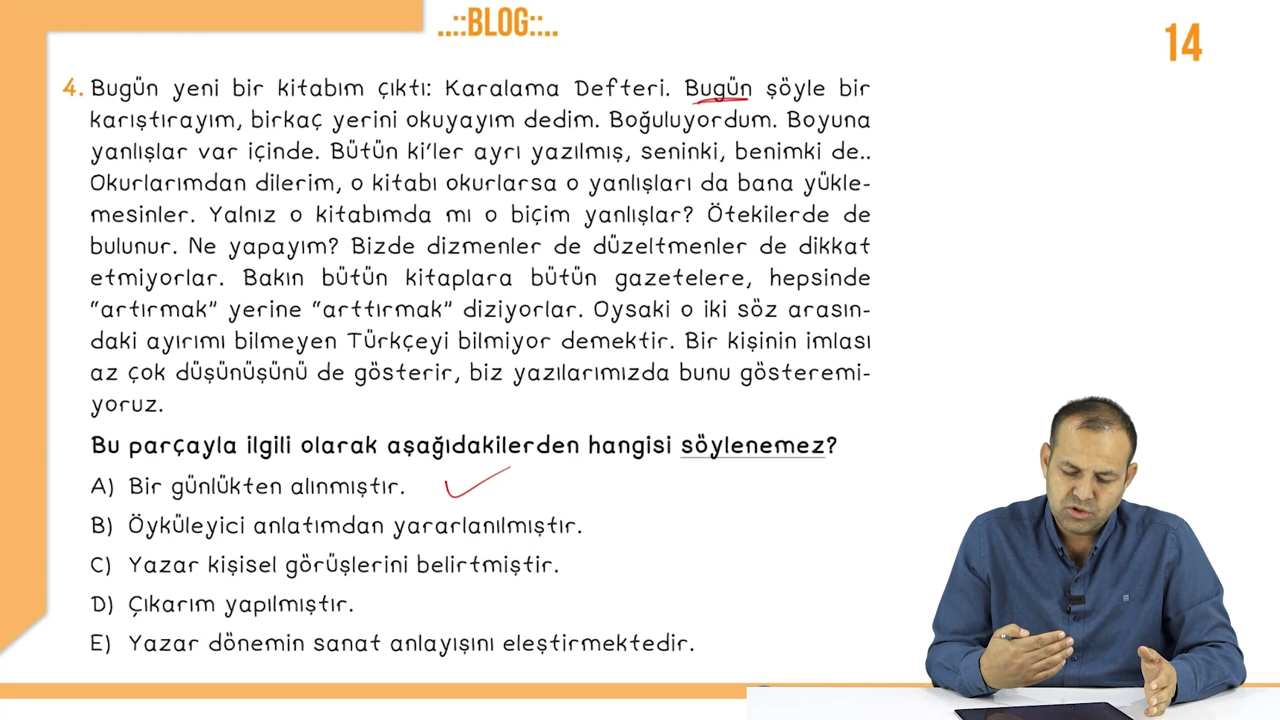 ..::BLOG::..
14
4. Bugün yeni bir kitabım çıktı: Karalama Defteri. Bugün şöyle bir
karıştırayım, birkaç yerini okuyayım dedim. Boğuluyordum. Boyuna
yanlışlar var içinde. Bütün ki'ler ayrı yazılmış, seninki, benimki de..
Okurlarımdan dilerim, o kitabı okurlarsa o yanlışları da bana yükle-
mesinler. Yalnız o kitabımda mı o biçim yanlışlar? Ötekilerde de
bulunur. Ne yapayım? Bizde dizmenler de düzeltmenler de dikkat
etmiyorlar. Bakın bütün kitaplara bütün gazetelere, hepsinde
"artırmak" yerine "arttırmak" diziyorlar. Oysaki o iki söz arasın-
daki ayırımı bilmeyen Türkçeyi bilmiyor demektir. Bir kişinin imlası
az çok düşünüşünü de gösterir, biz yazılarımızda bunu gösteremi-
yoruz.
Bu parçayla ilgili olarak aşağıdakilerden hangisi söylenemez?
A) Bir günlükten alınmıştır.
B) Öyküleyici anlatımdan yararlanılmıştır.
C) Yazar kişisel görüşlerini belirtmiştir.
D) Çıkarım yapılmıştır.
E) Yazar dönemin sanat anlayışını eleştirmektedir.